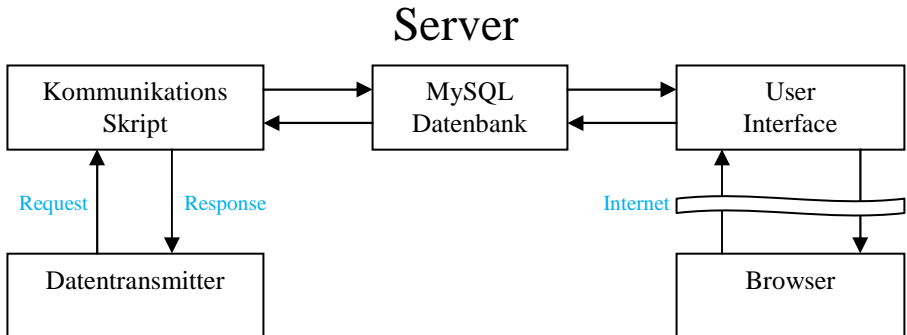 Server
Kommunikations
Skript
MySQL
Datenbank
User
Interface
Request
Response
Internet
Datentransmitter
Browser